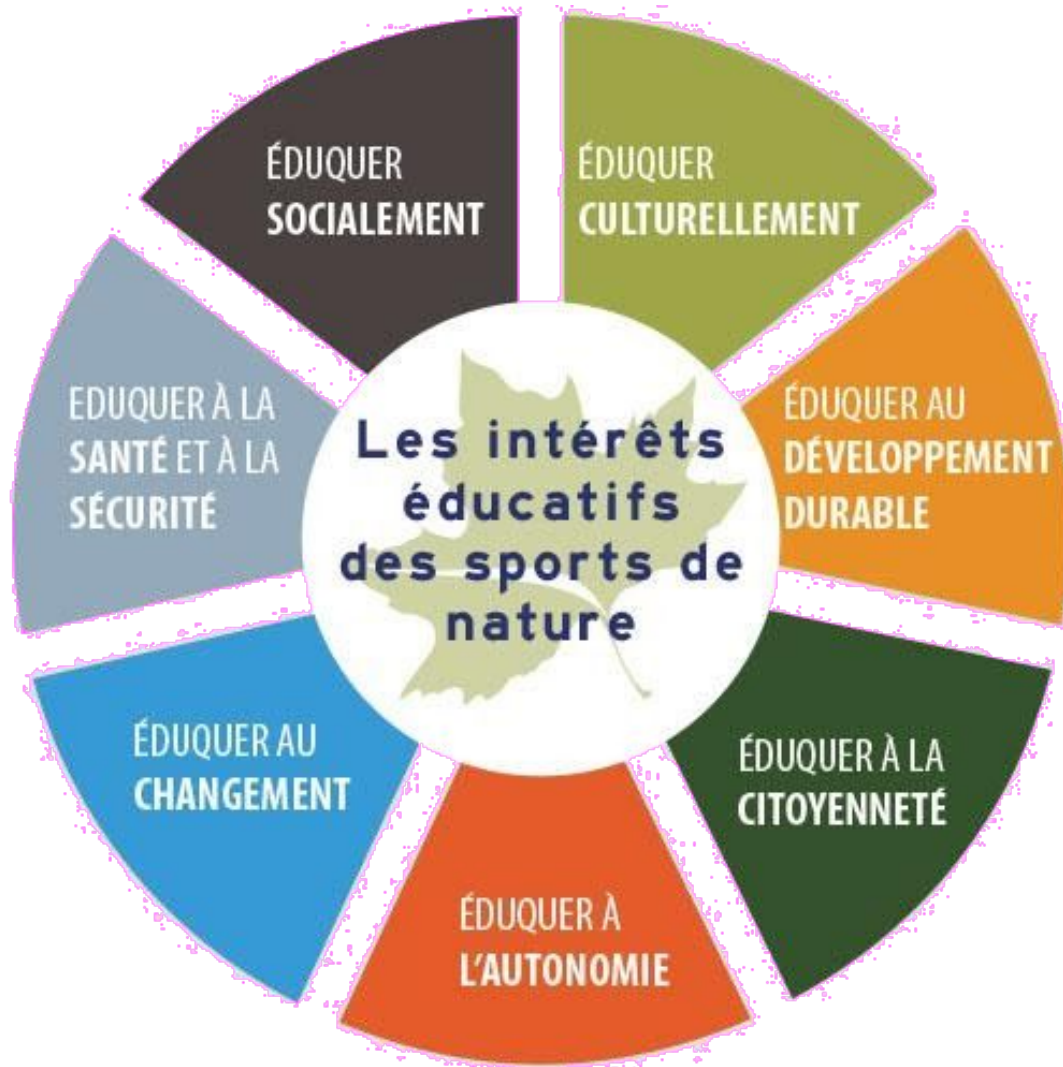 Les intérêts
éducatifs
des sports de
nature
ÉDUQUER
CULTURELLEMENT
ÉDUQUER AU
DÉVELOPPEMENT
DURABLE
ÉDUQUER À LA
CITOYENNETÉ
ÉDUQUER À
L'AUTONOMIE
ÉDUQUER AU
CHANGEMENT
EDUQUER À LA
SANTÉ ET À LA
SÉCURITÉ
ÉDUQUER
SOCIALEMENT